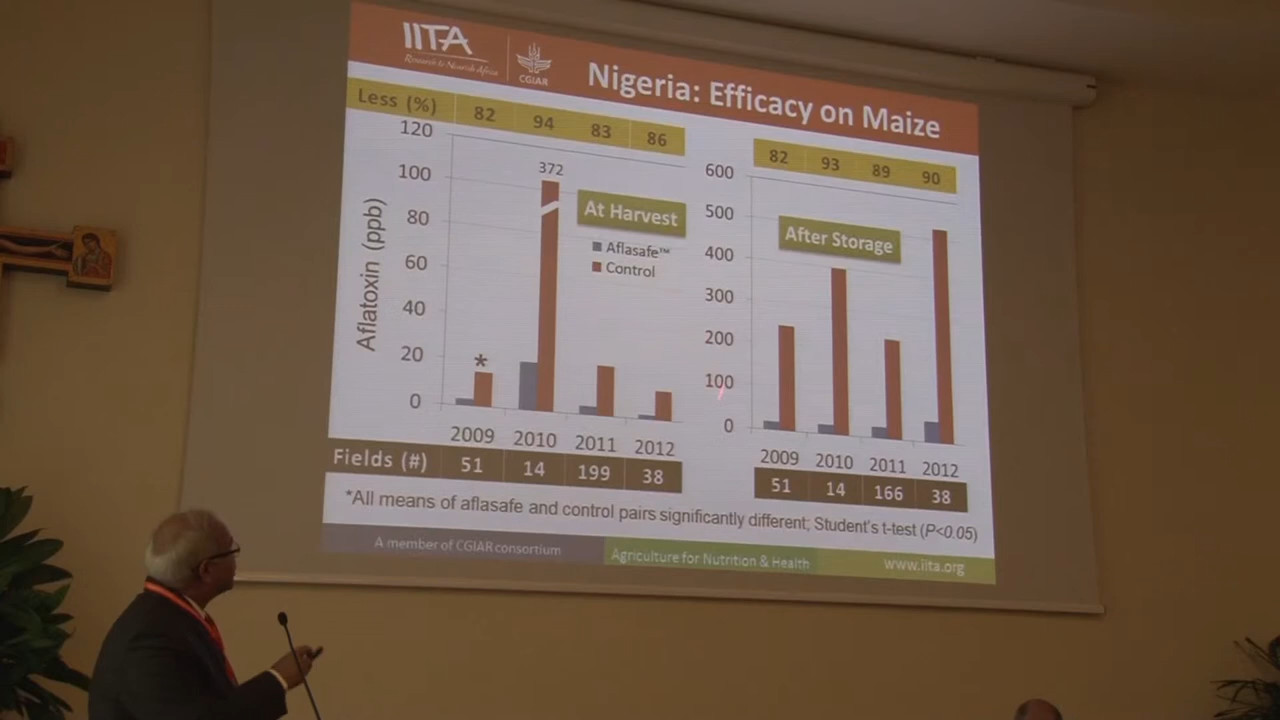 IITA
Research to Nourish Africa
CGIAR
Nigeria: Efficacy on Maize
Less (%) 82 94 83 86
82 93 89 90
Aflatoxin (ppb)
120
100
80
60
40
20
0
372
*
At Harvest
Aflasafe™
Control
2009 2010 2011 2012
Fields (#) 51 14 199 38
600
500
400
300
200
100
0
After Storage
2009 2010 2011 2012
51 14 166 38
*All means of aflasafe and control pairs significantly different; Student's t-test (P<0.05)
A member of CGIAR consortium
Agriculture for Nutrition & Health
www.iita.org